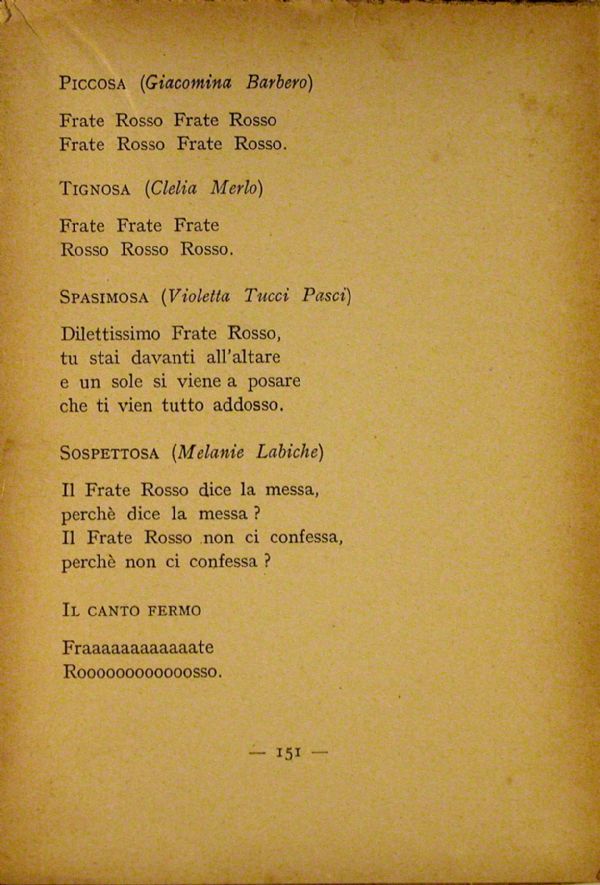 PICCOSA (Giacomina Barbero)
Frate Rosso Frate Rosso
Frate Rosso Frate Rosso.
TIGNOSA (Clelia Merlo)
Frate Frate Frate
Rosso Rosso Rosso.
SPASIMOSA (Violetta Tucci Pasci)
Dilettissimo Frate Rosso,
tu stai davanti all'altare
e un sole si viene a posare
che ti vien tutto addosso.
SOSPETTOSA (Melanie Labiche)
Il Frate Rosso dice la messa,
perchè dice la messa ?
Il Frate Rosso non ci confessa,
perchè non ci confessa ?
IL CANTO FERMO
Fraaaaaaaaaaaate
Roooooooooooosso.
— 151 —